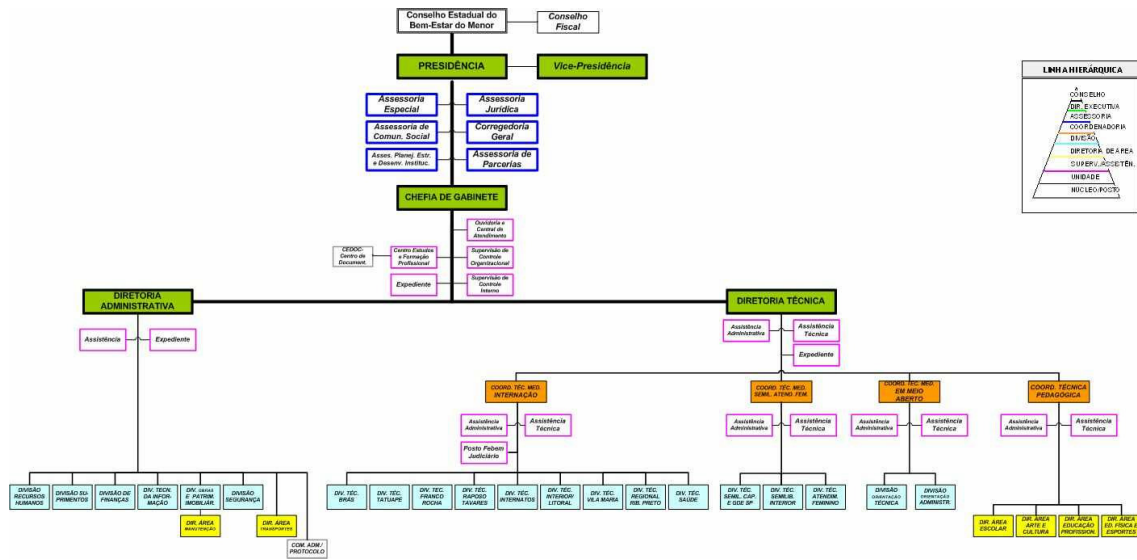 Conselho Estadual do
Bem-Estar do Menor
Conselho
Fiscal
PRESIDÊNCIA
Vice-Presidência
Assessoria
Especial
Assessoria
Jurídica
Assessoria de
Comun. Social
Corregedoria
Geral
Asses. Planej. Estr.
e Desenv. Instituc.
Assessoria de
Parcerias
CHEFIA DE GABINETE
Ouvidoria e
Central de
Atendimento
CEDOC-
Centro de
Document.
Centro Estudos
e Formação
Profissional
Supervisão de
Controle
Organizacional
Expediente
Supervisão de
Controle
Interno
LINHA HIERÁRQUICA
CONSELHO
DIR. EXECUTIVA
ASSESSORIA
COORDENADORIA
DIVISÃO
DIRETORIA DE ÁREA
SUPERV./ASSISTÊN.
UNIDADE
NÚCLEO/POSTO
DIRETORIA
ADMINISTRATIVA
DIRETORIA TÉCNICA
Assistência
Expediente
Assistência
Administrativa
Assistência
Técnica
Expediente
COORD. TÉC. MED.
INTERNAÇÃO
COORD. TÉC. MED.
SEMIL. ATEND. FEM.
COORD. TÉC. MED.
EM MEIO
ABERTO
COORD. TÉCNICA
PEDAGÓGICA
Assistência
Administrativa
Assistência
Técnica
Assistência
Administrativa
Assistência
Técnica
Assistência
Administrativa
Assistência
Técnica
Assistência
Administrativa
Assistência
Técnica
Posto Febem
Judiciário
DIVISÃO
RECURSOS
HUMANOS
DIVISÃO SU-
PRIMENTOS
DIVISÃO DE
FINANÇAS
DIV. TECN.
DA INFOR-
MAÇÃO
DIV. OBRAS
E PATRIM.
IMOBILIÁR.
DIVISÃO
SEGURANÇA
DIV. TÉC.
BRÁS
DIV. TÉC.
TATUAPÉ
DIV. TEC.
FRANCO
ROCHA
DIV. TÉC.
RAPOSO
TAVARES
DIV. TÉC.
INTERNATOS
DIV. TÉC.
INTERIOR/
LITORAL
DIV. TÉC.
VILA MARIA
DIV. TÉC.
REGIONAL
RIB. PRETO
DIV. TEC.
SAÚDE
DIV. TÉC.
SEMIL. CAP.
E GDE SP
DIV. TÉC.
SEMILIB.
INTERIOR
DIV. TÉC.
ATENDIM.
FEMININO
DIVISÃO
ORIENTAÇÃO
TÉCNICA
DIVISÃO
ORIENTAÇÃO
ADMINISTR.
DIR. ÁREA
MANUTENÇÃO
DIR. ÁREA
TRANSPORTES
COM. ADM./
PROTOCOLO
DIR. ÁREA
ESCOLAR
DIR. ÁREA
ARTE E
CULTURA
DIR. ÁREA
EDUCAÇÃO
PROFISSION.
DIR. ÁREA
ED. FÍSICA E
ESPORTES